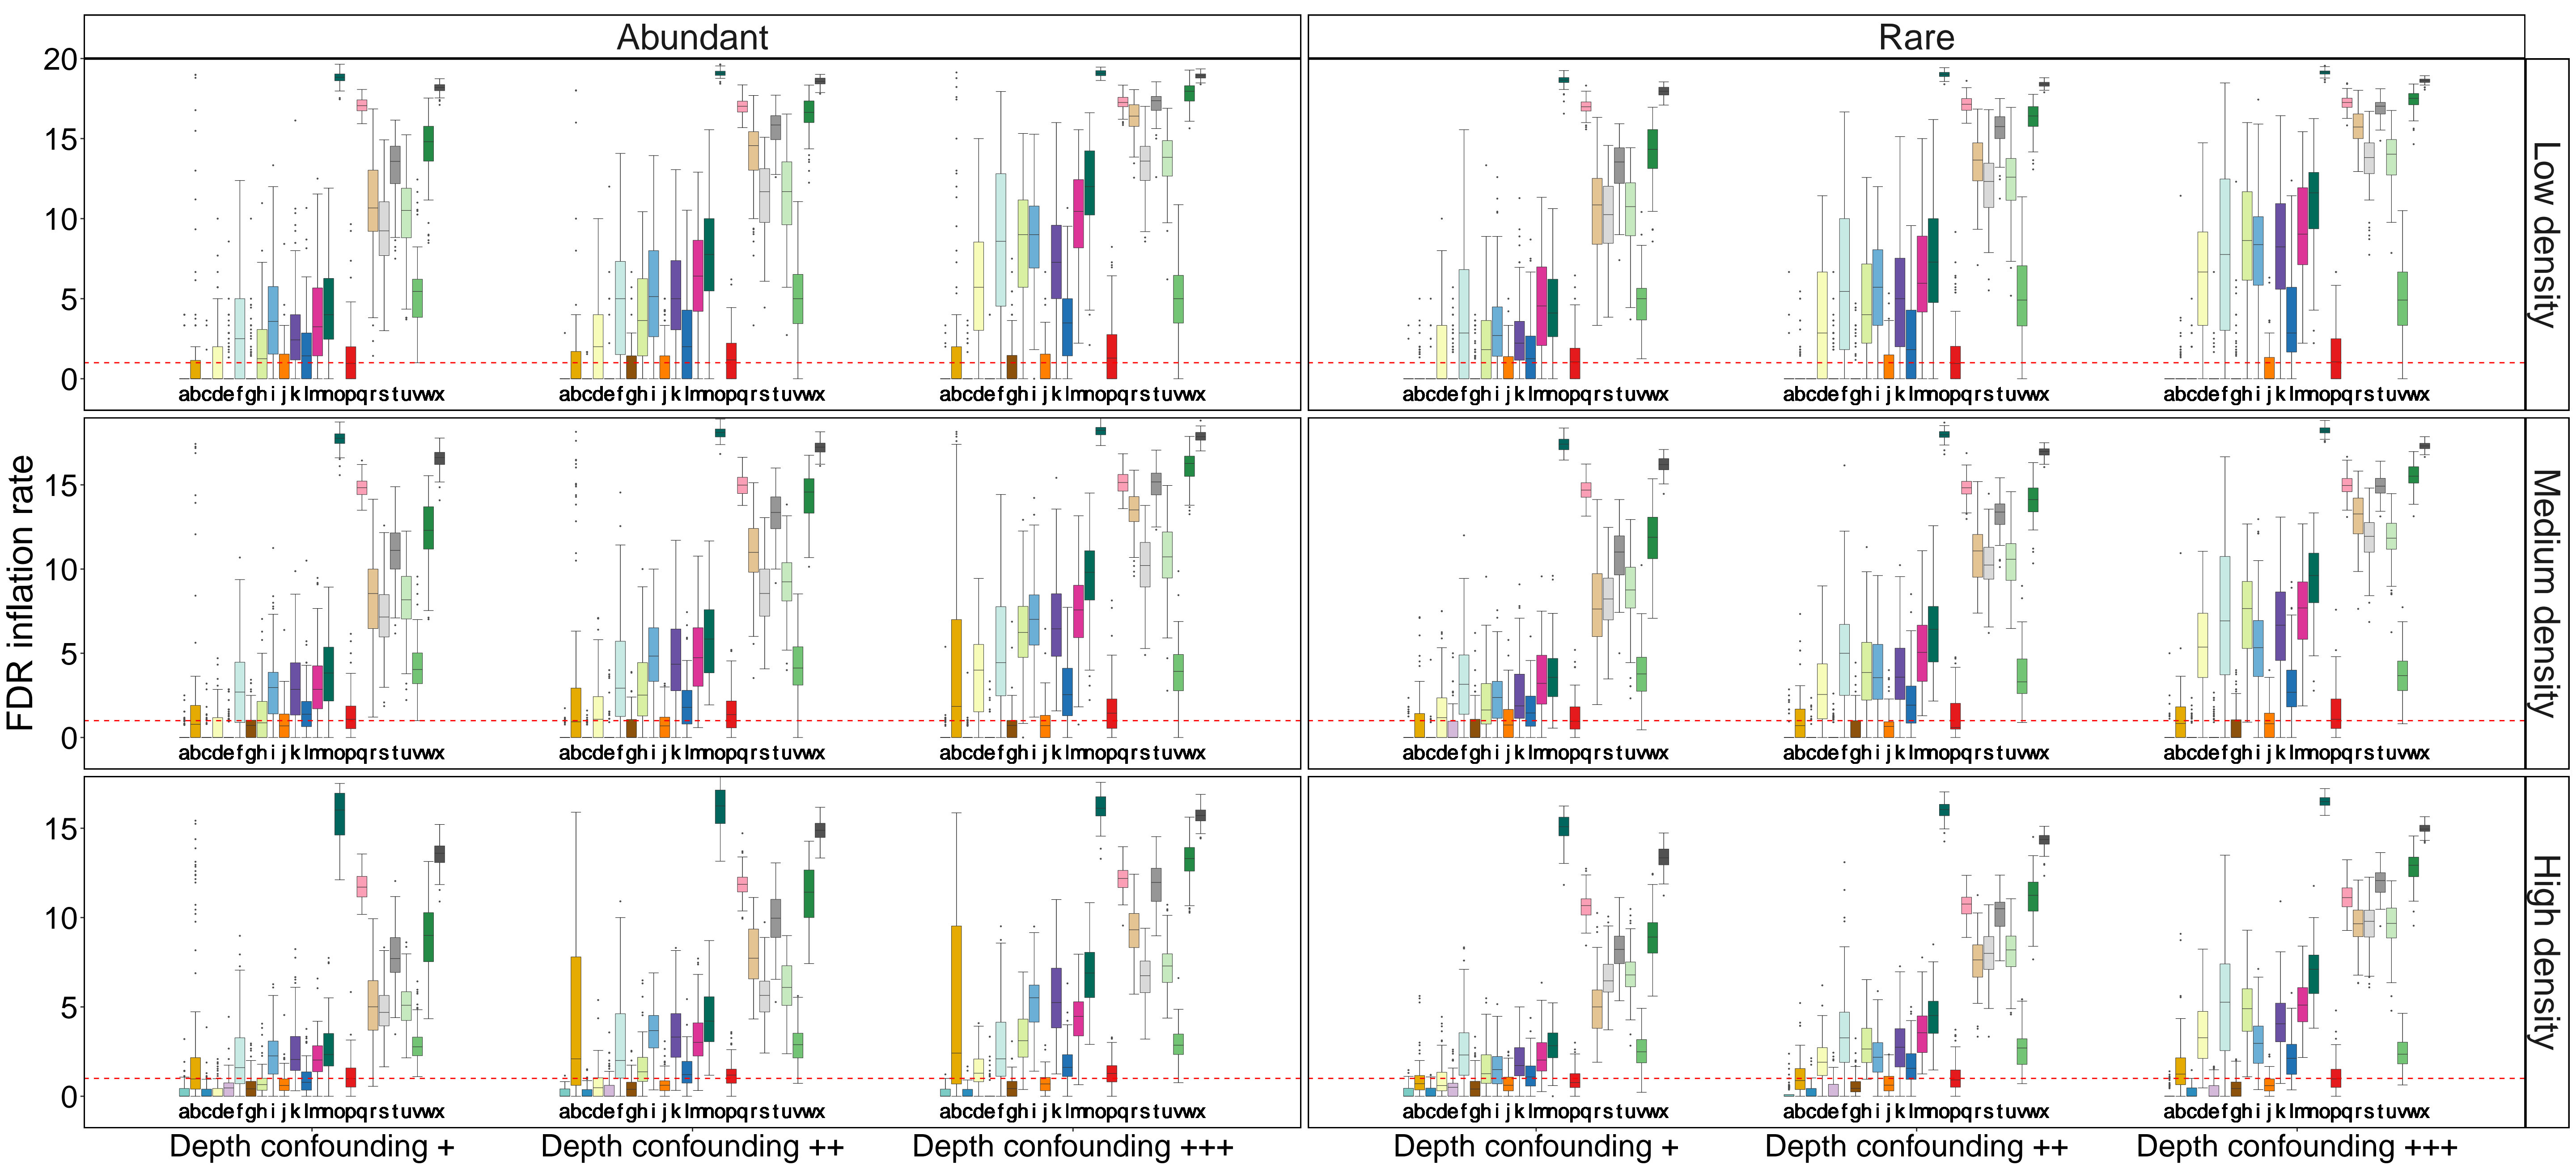 Abundant Rare
20
15
10
5
0
abcdefghijklmnopqrstuvwx abcdefghijklmnopqrstuvwx abcdefghijklmnopqrstuvwx abcdefghijklmnopqrstuvwx abcdefghijklmnopqrstuvwx abcdefghijklmnopqrstuvwx
Low density
FDR inflation rate
15
10
5
0
abcdefghijklmnopqrstuvwx abcdefghijklmnopqrstuvwx abcdefghijklmnopqrstuvwx abcdefghijklmnopqrstuvwx abcdefghijklmnopqrstuvwx abcdefghijklmnopqrstuvwx
Medium density
15
10
5
0
abcdefghijklmnopqrstuvwx abcdefghijklmnopqrstuvwx abcdefghijklmnopqrstuvwx abcdefghijklmnopqrstuvwx abcdefghijklmnopqrstuvwx abcdefghijklmnopqrstuvwx
High density
Depth confounding + Depth confounding ++ Depth confounding +++ Depth confounding + Depth confounding ++ Depth confounding +++